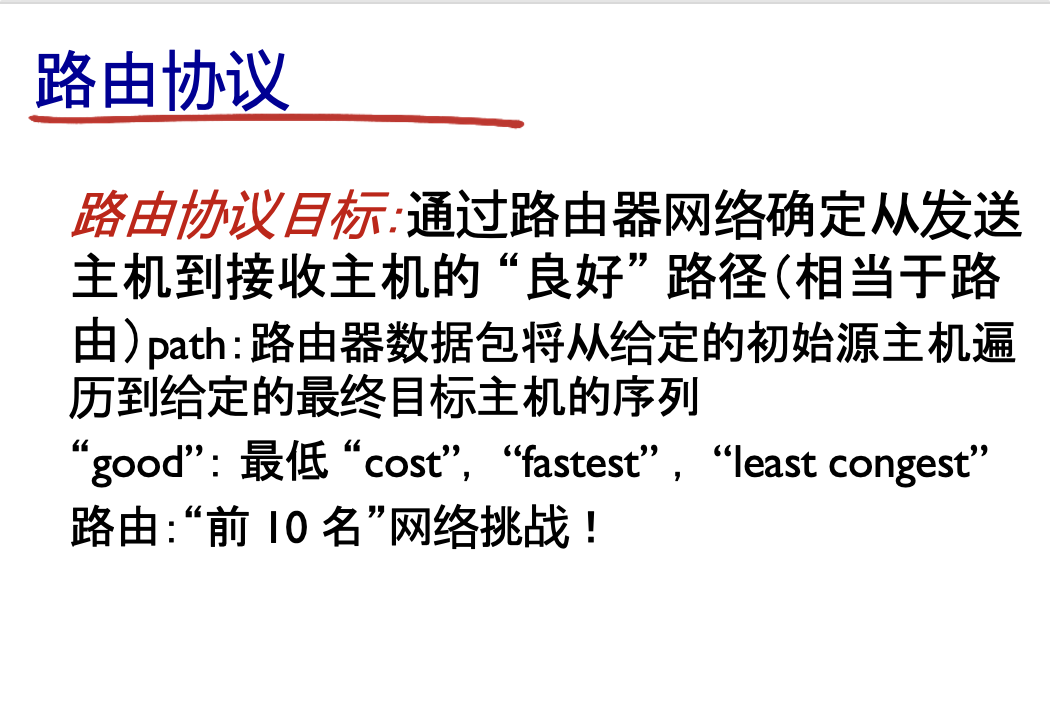 路由协议
路由协议目标:通过路由器网络确定从发送
主机到接收主机的 “良好” 路径(相当于路
由)path:路由器数据包将从给定的初始源主机遍
历到给定的最终目标主机的序列
“good”: 最低 “cost”, “fastest” , “least congest”
路由:“前 10 名”网络挑战!